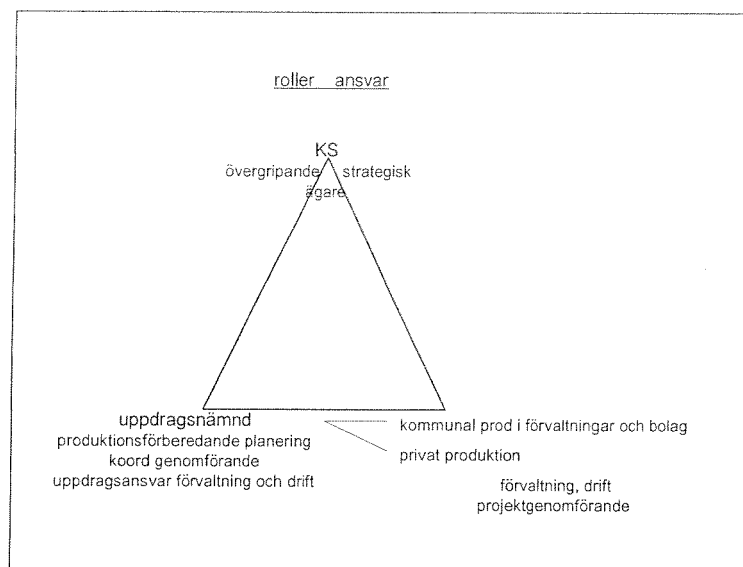 roller ansvar
KS
övergripande strategisk
ägare
uppdragsnämnd
produktionsförberedande planering
koord genomförande
uppdragsansvar förvaltning och drift
kommunal prod i förvaltningar och bolag
privat produktion
förvaltning, drift
projektgenomförande